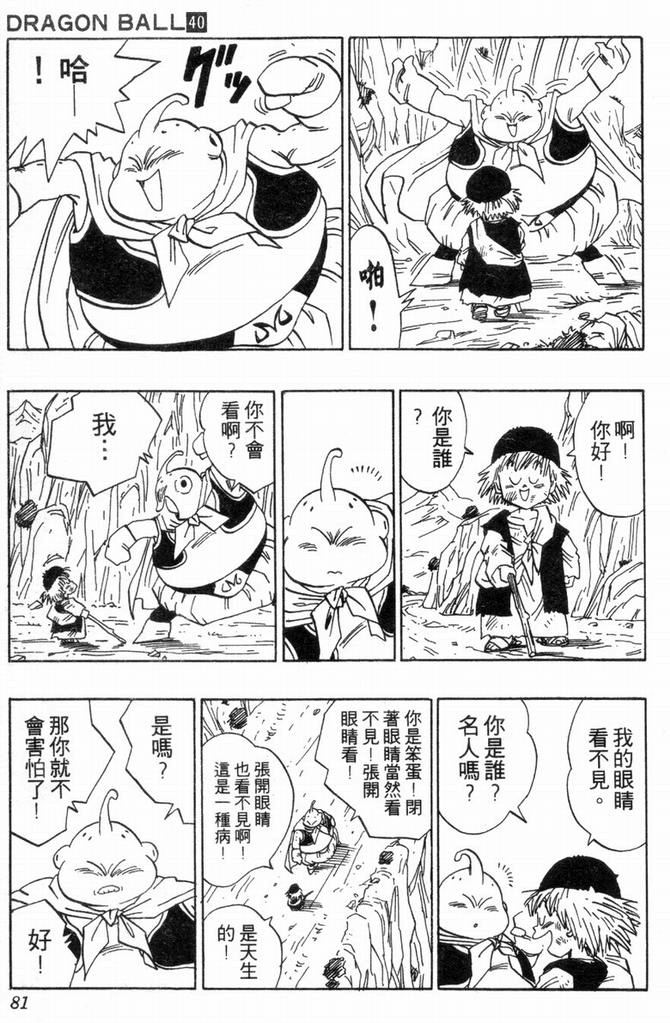 DRAGON BALL 40
啪！
グッ
哈—！
啊！
你好！
你是誰
？
你不會
看啊？
我…
我的眼睛
看不見。
你是誰？
名人嗎？
你是笨蛋！閉
著眼睛當然看
不見！張開
眼睛看！
張開眼睛
也看不見啊！
這是一種病！
是天生
的！
是嗎？
那你就不
會害怕了！
好！
81